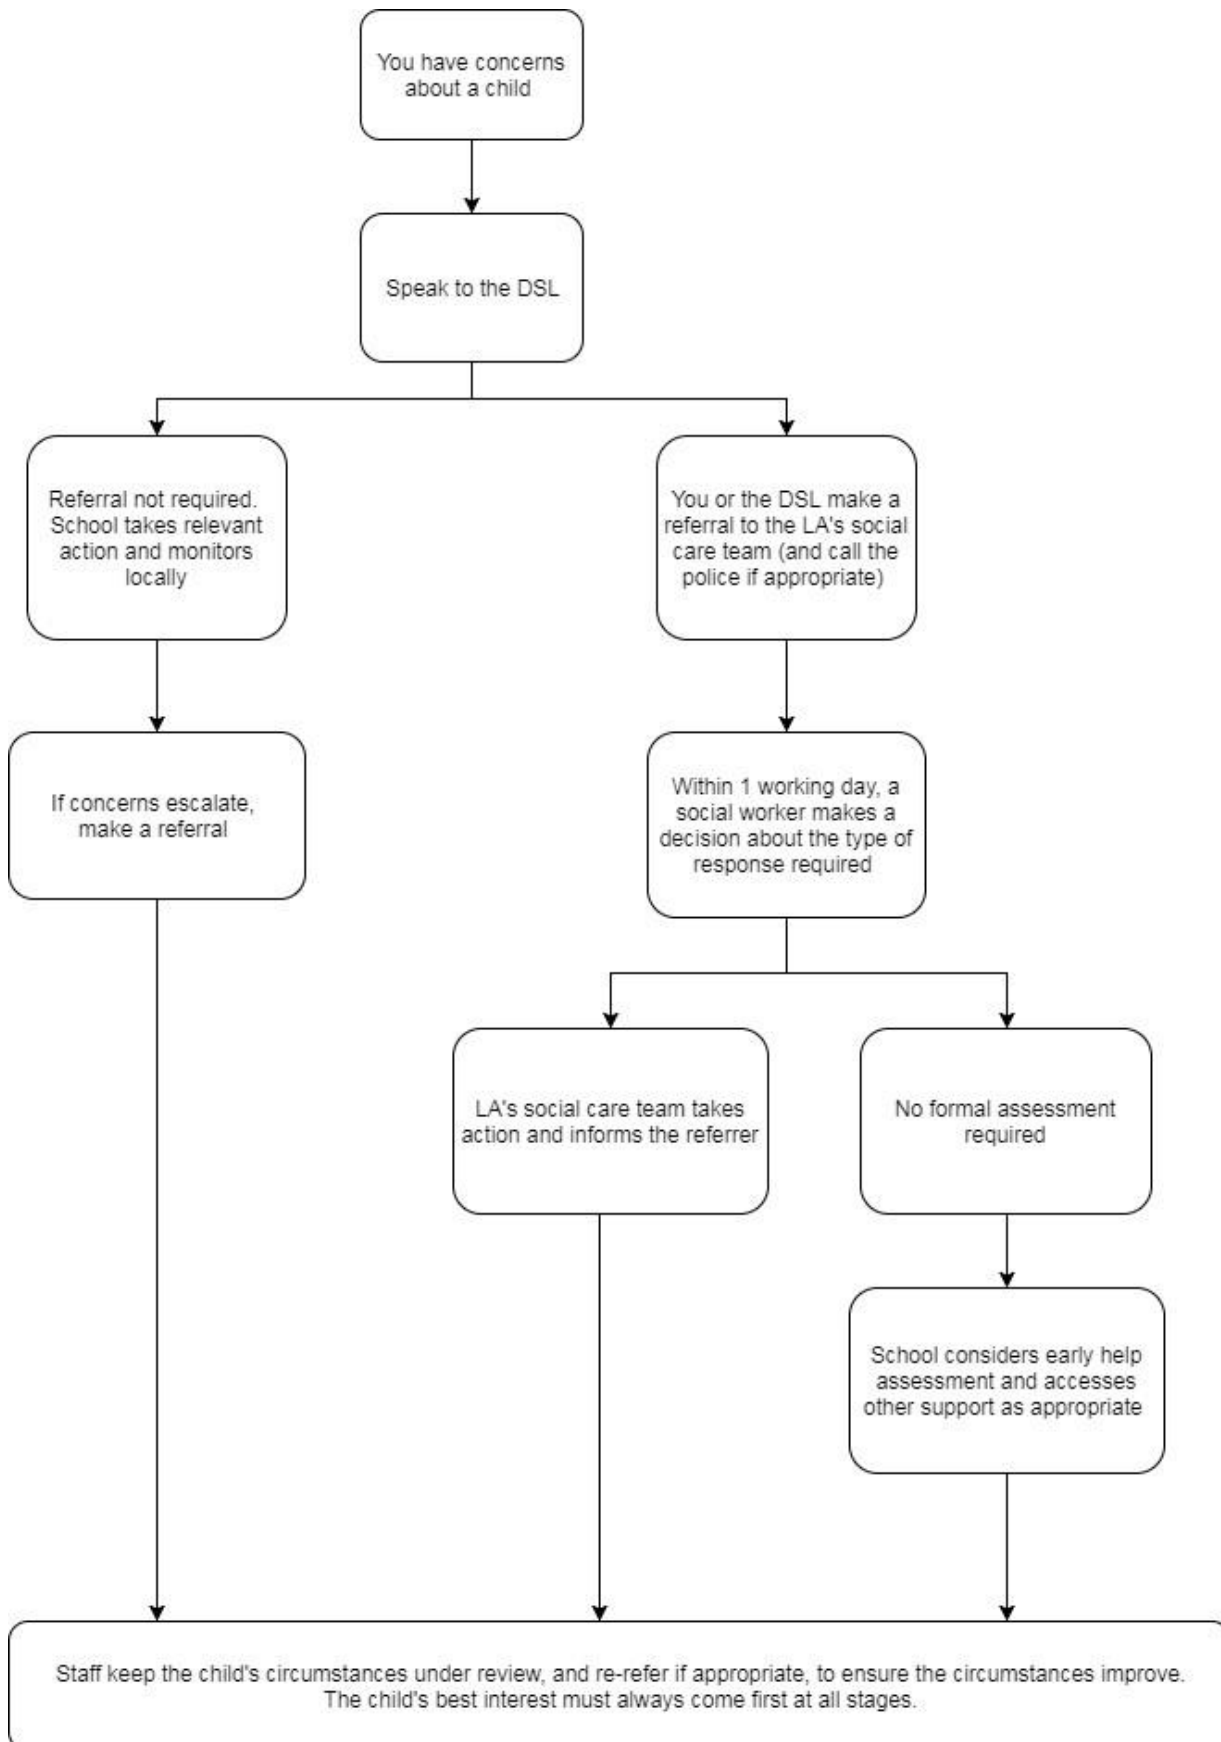 You have concerns
about a child
Speak to the DSL
Referral not required.
School takes relevant
action and monitors
locally
You or the DSL make a
referral to the LA's social
care team (and call the
police if appropriate)
If concerns escalate,
make a referral
Within 1 working day, a
social worker makes a
decision about the type of
response required
LA's social care team takes
action and informs the referrer
No formal assessment
required
School considers early help
assessment and accesses
other support as appropriate
Staff keep the child's circumstances under review, and re-refer if appropriate, to ensure the circumstances improve.
The child's best interest must always come first at all stages.